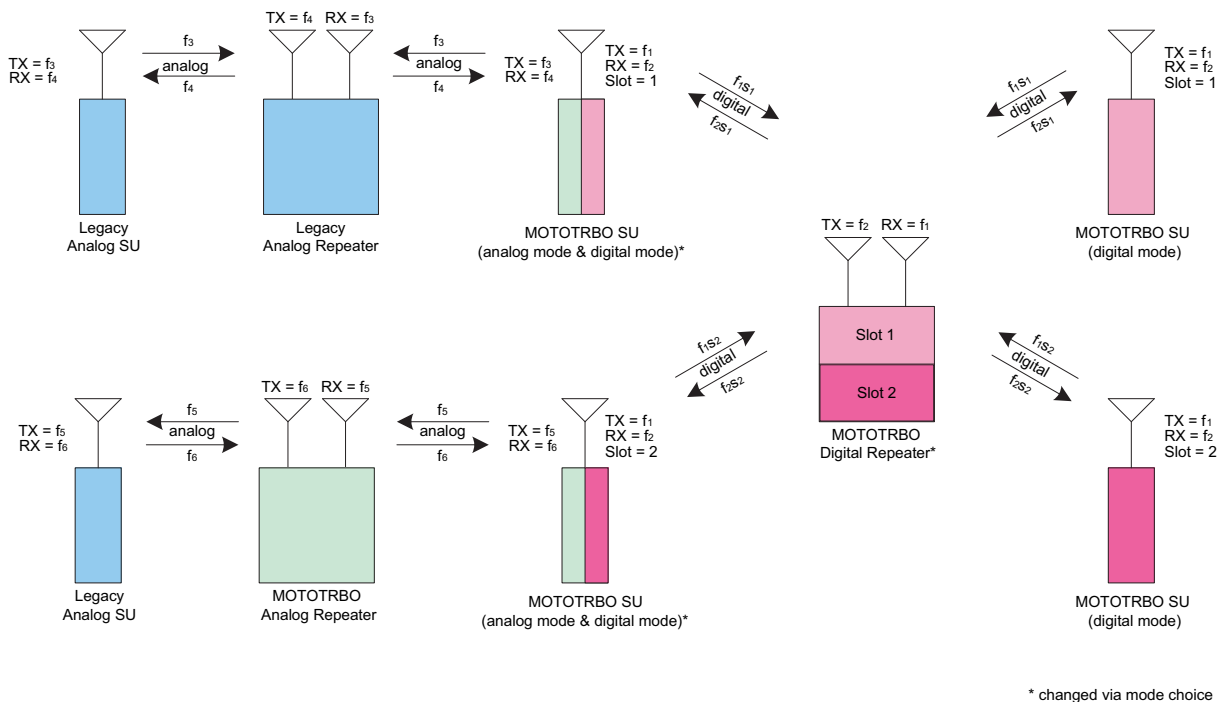 TX = f₄ RX = f₃
TX = f₃
RX = f₄
f₃
analog
f₄
f₃
analog
f₄
TX = f₃
RX = f₄
TX = f₁
RX = f₂
Slot = 1
f₁s₁
digital
f₂s₁
f₁s₁
digital
f₂s₁
TX = f₁
RX = f₂
Slot = 1
Legacy
Analog SU
Legacy
Analog Repeater
MOTOTRBO SU
(analog mode & digital mode)*
MOTOTRBO SU
(digital mode)
TX = f₂ RX = f₁
Slot 1
Slot 2
MOTOTRBO
Digital Repeater*
f₁s₂
digital
f₂s₂
f₁s₂
digital
f₂s₂
TX = f₆ RX = f₅
TX = f₅
RX = f₆
f₅
analog
f₆
f₅
analog
f₆
TX = f₅
RX = f₆
TX = f₁
RX = f₂
Slot = 2
TX = f₁
RX = f₂
Slot = 2
Legacy
Analog SU
MOTOTRBO
Analog Repeater
MOTOTRBO SU
(analog mode & digital mode)*
MOTOTRBO SU
(digital mode)
* changed via mode choice